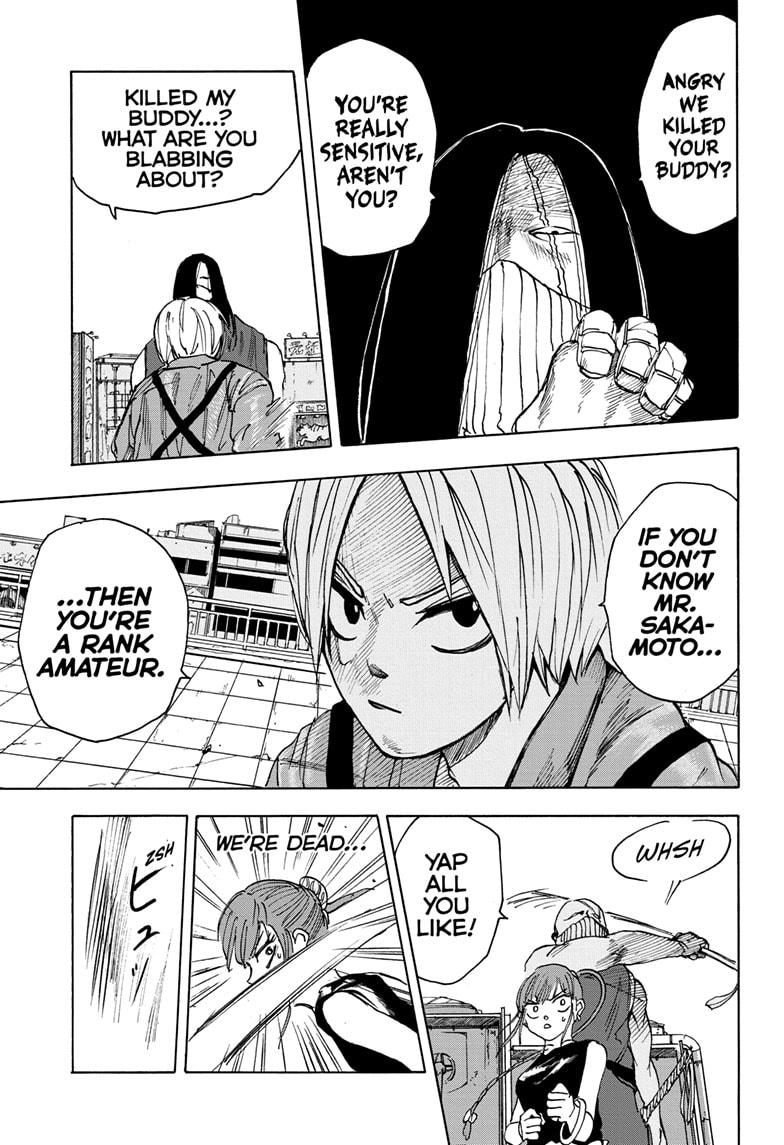 ANGRY
WE
KILLED
YOUR
BUDDY?
YOU'RE
REALLY
SENSITIVE,
AREN'T
YOU?
KILLED MY
BUDDY...?
WHAT ARE YOU
BLABBING
ABOUT?
IF YOU
DON'T
KNOW
MR.
SAKA-
MOTO...
...THEN
YOU'RE
A RANK
AMATEUR.
WHSH
YAP
ALL
YOU
LIKE!
WE'RE DEAD...
ZSH
ヒュッ